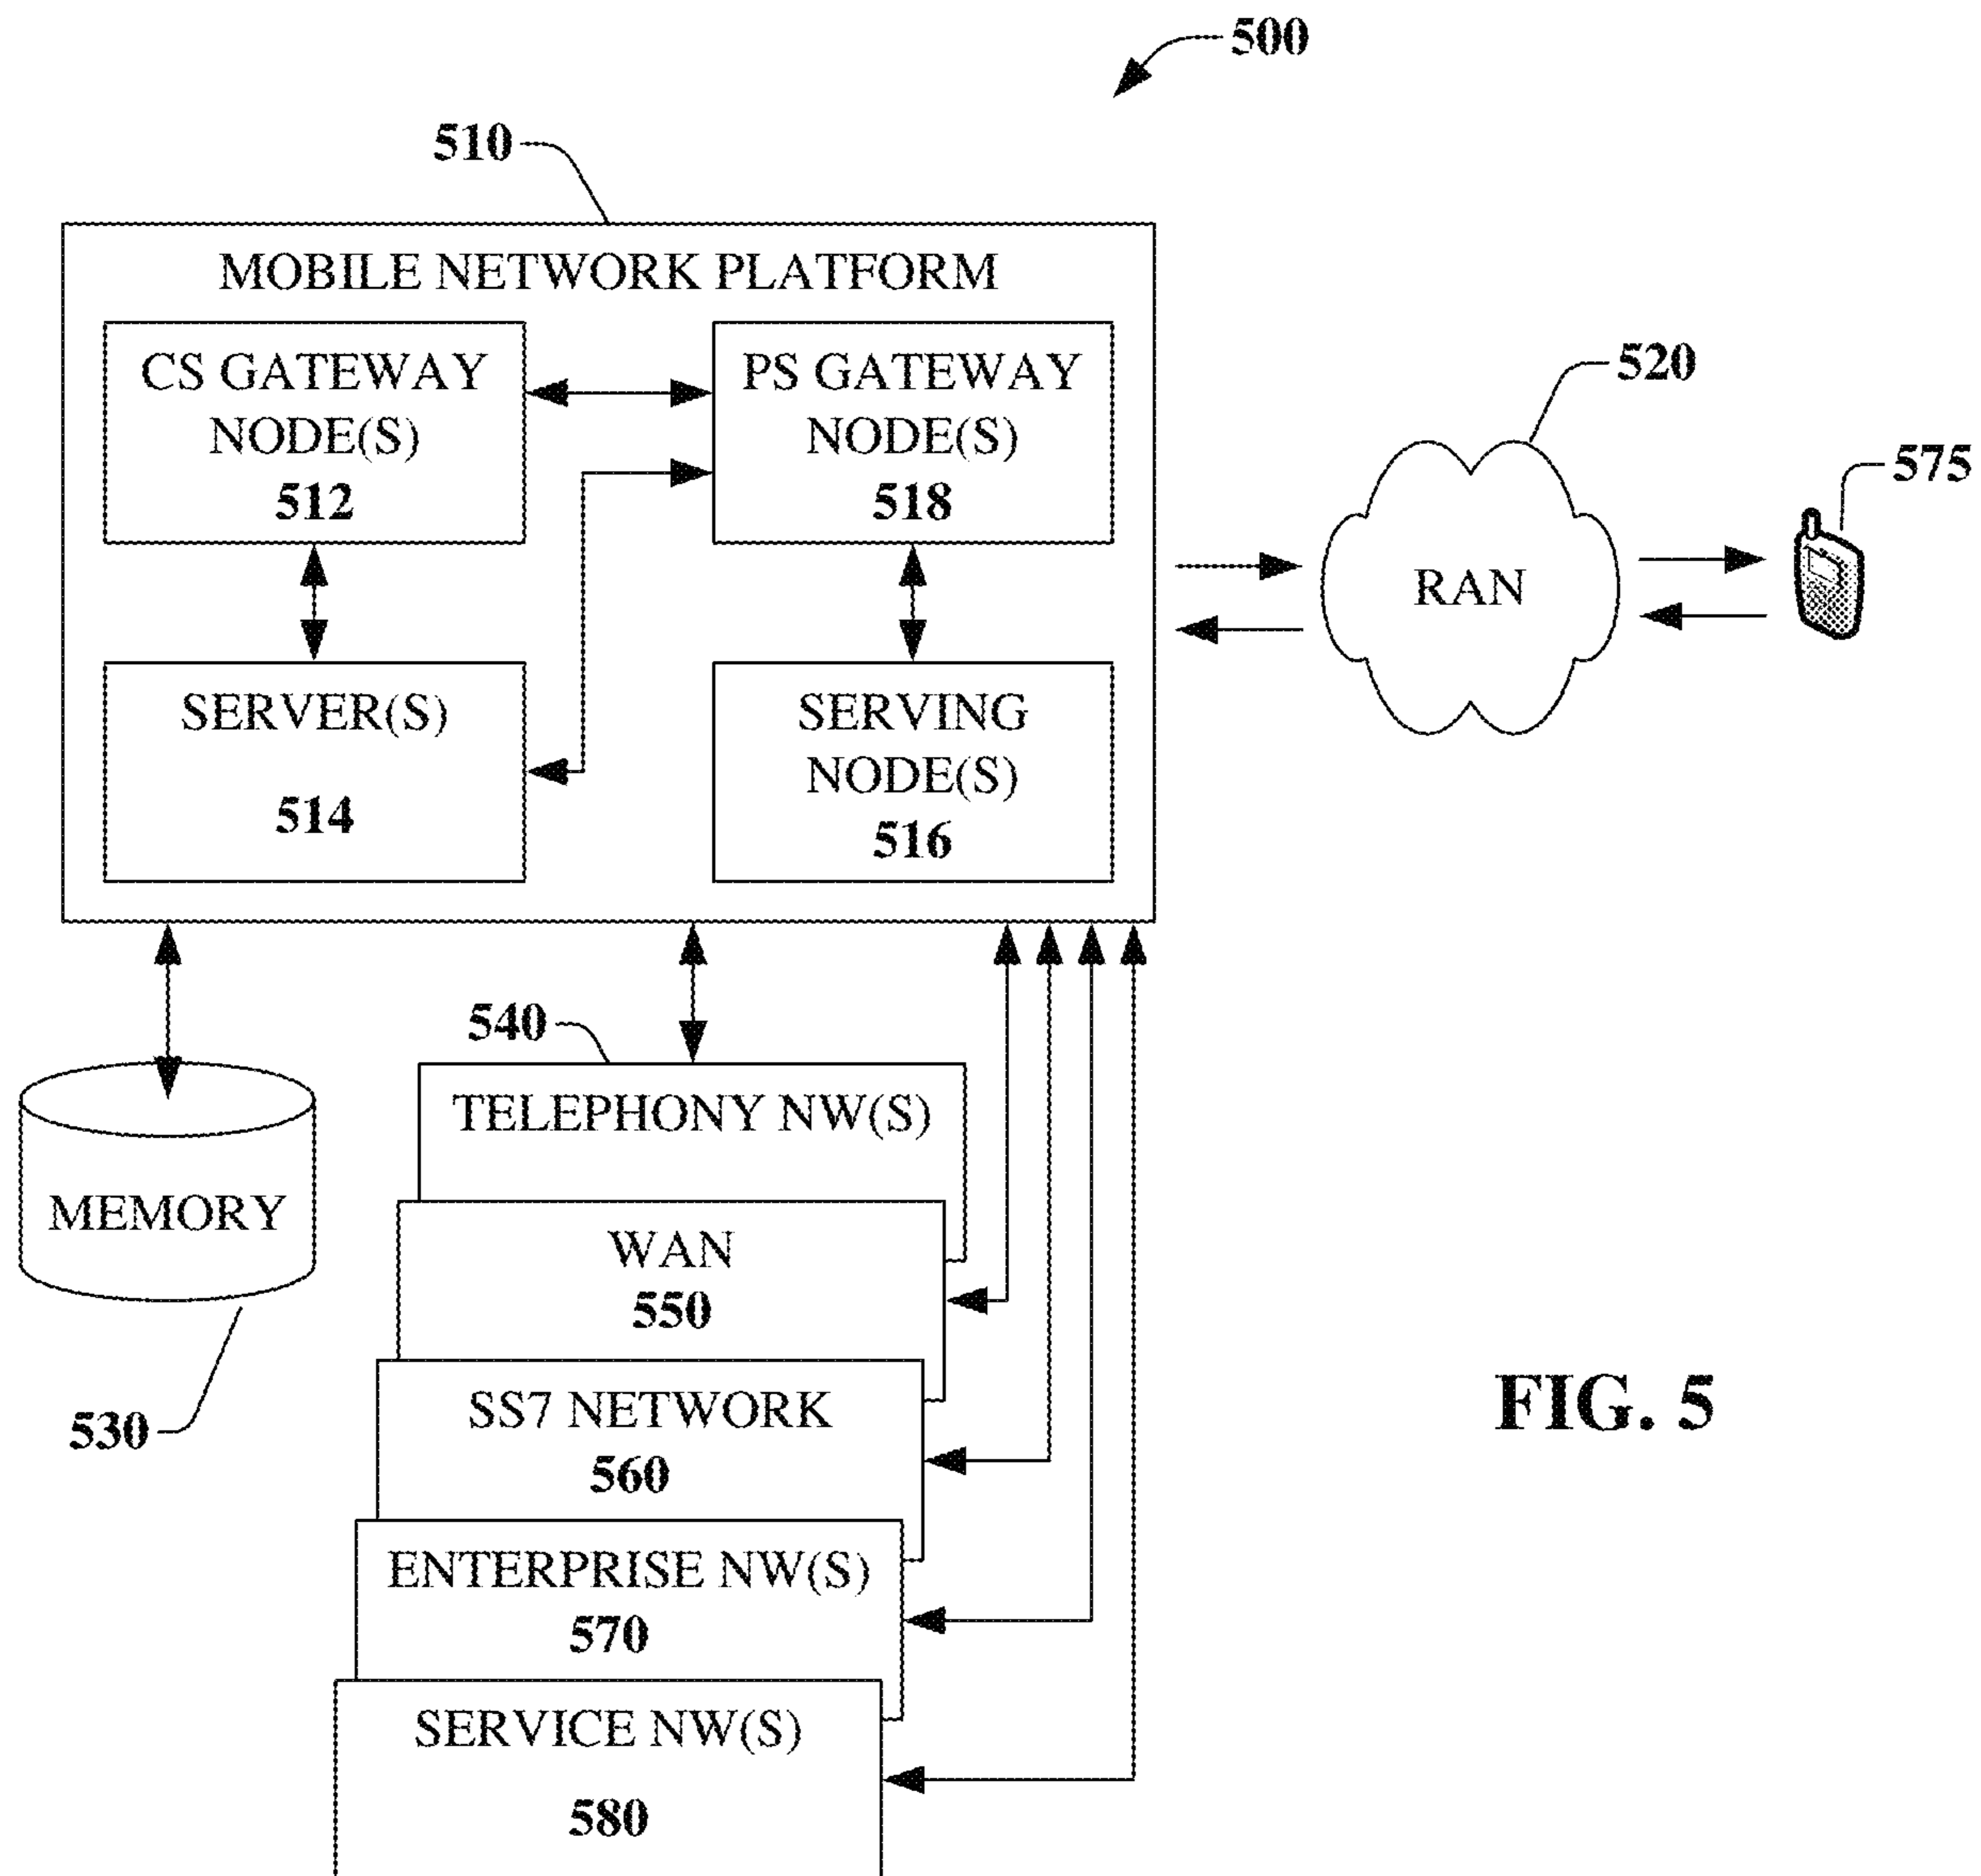 500
510
MOBILE NETWORK PLATFORM
CS GATEWAY
NODE(S)
512
PS GATEWAY
NODE(S)
518
520
575
RAN
SERVER(S)
514
SERVING
NODE(S)
516
540
TELEPHONY NW(S)
MEMORY
530
WAN
550
SS7 NETWORK
560
ENTERPRISE NW(S)
570
SERVICE NW(S)
580
FIG. 5